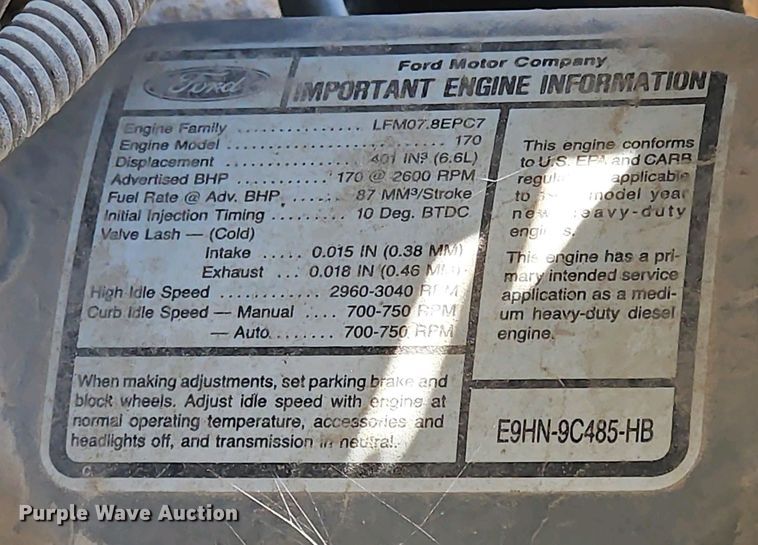 Ford
Ford Motor Company
IMPORTANT ENGINE INFORMATION
Engine Family ............... LFM07.8EPC7
Engine Model ........................ 170
Displacement ........... 401 IN³ (6.6L)
Advertised BHP ........ 170 @ 2600 RPM
Fuel Rate @ Adv. BHP ..... 87 MM³/Stroke
Initial Injection Timing ........ 10 Deg. BTDC
Valve Lash — (Cold)
Intake .... 0.015 IN (0.38 MM)
Exhaust ... 0.018 IN (0.46 MM)
High Idle Speed ............ 2960-3040 RPM
Curb Idle Speed — Manual .... 700-750 RPM
— Auto ....... 700-750 RPM
This engine conforms
to U.S. EPA and CARB
applicable
to model year
new heavy-duty
This engine has a pri-
mary intended service
application as a medi-
um heavy-duty diesel
engine.
When making adjustments, set parking brake and
block wheels. Adjust idle speed with engine at
normal operating temperature, accessories and
headlights off, and transmission in neutral.
E9HN-9C485-HB
Purple Wave Auction